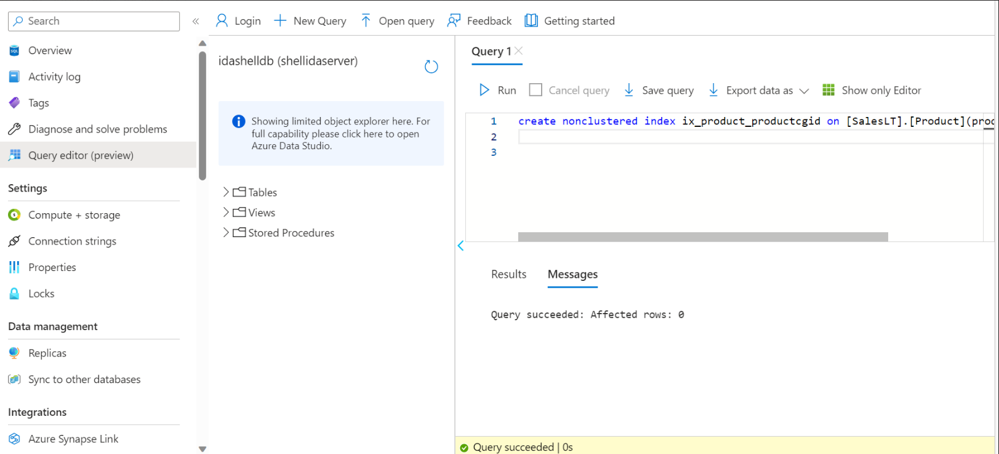 Search
«
Login
New Query
Open query
Feedback
Getting started
Overview
Activity log
Tags
Diagnose and solve problems
Query editor (preview)
Settings
Compute + storage
Connection strings
Properties
Locks
Data management
Replicas
Sync to other databases
Integrations
Azure Synapse Link
idashelldb (shellidaserver)
Showing limited object explorer here. For
full capability please click here to open
Azure Data Studio.
Tables
Views
Stored Procedures
Query 1
Run
Cancel query
Save query
Export data as
Show only Editor
1 create nonclustered index ix_product_productcgid on [SalesLT].[Product](proc
2
3
Results
Messages
Query succeeded: Affected rows: 0
Query succeeded | 0s